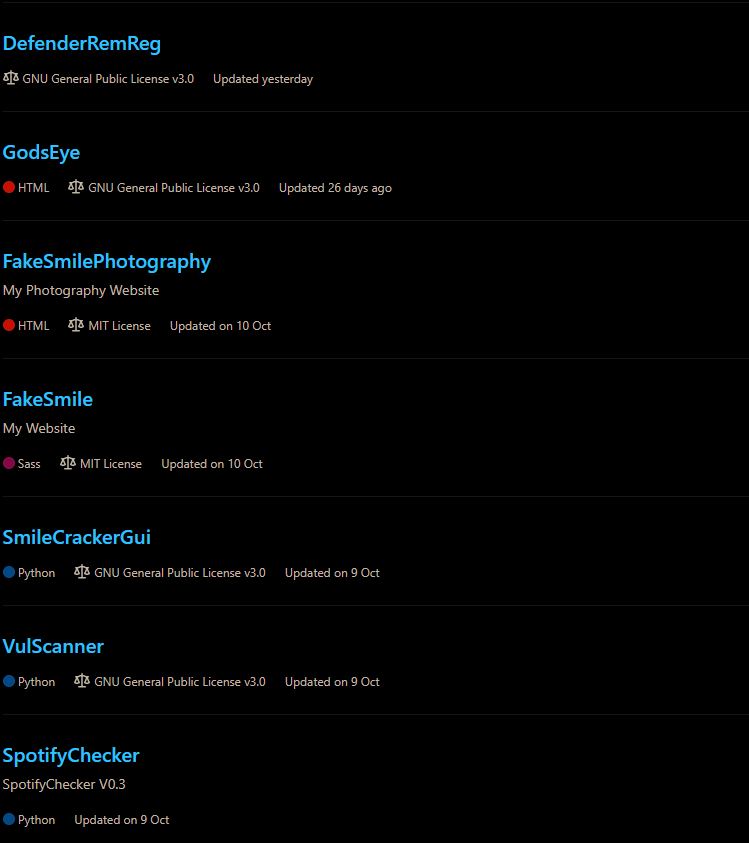 DefenderRemReg
GNU General Public License v3.0 Updated yesterday
GodsEye
HTML GNU General Public License v3.0 Updated 26 days ago
FakeSmilePhotography
My Photography Website
HTML MIT License Updated on 10 Oct
FakeSmile
My Website
Sass MIT License Updated on 10 Oct
SmileCrackerGui
Python GNU General Public License v3.0 Updated on 9 Oct
VulScanner
Python GNU General Public License v3.0 Updated on 9 Oct
SpotifyChecker
SpotifyChecker V0.3
Python Updated on 9 Oct